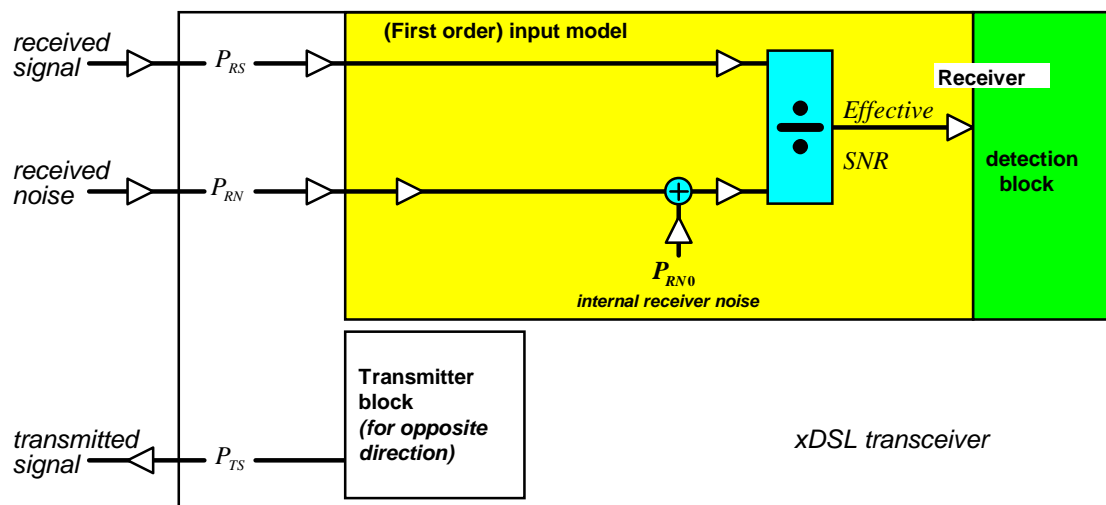 received
signal
P_RS
(First order) input model
Receiver
Effective
SNR
detection
block
received
noise
P_RN
P_RN0
internal receiver noise
Transmitter
block
(for opposite
direction)
transmitted
signal
P_TS
xDSL transceiver